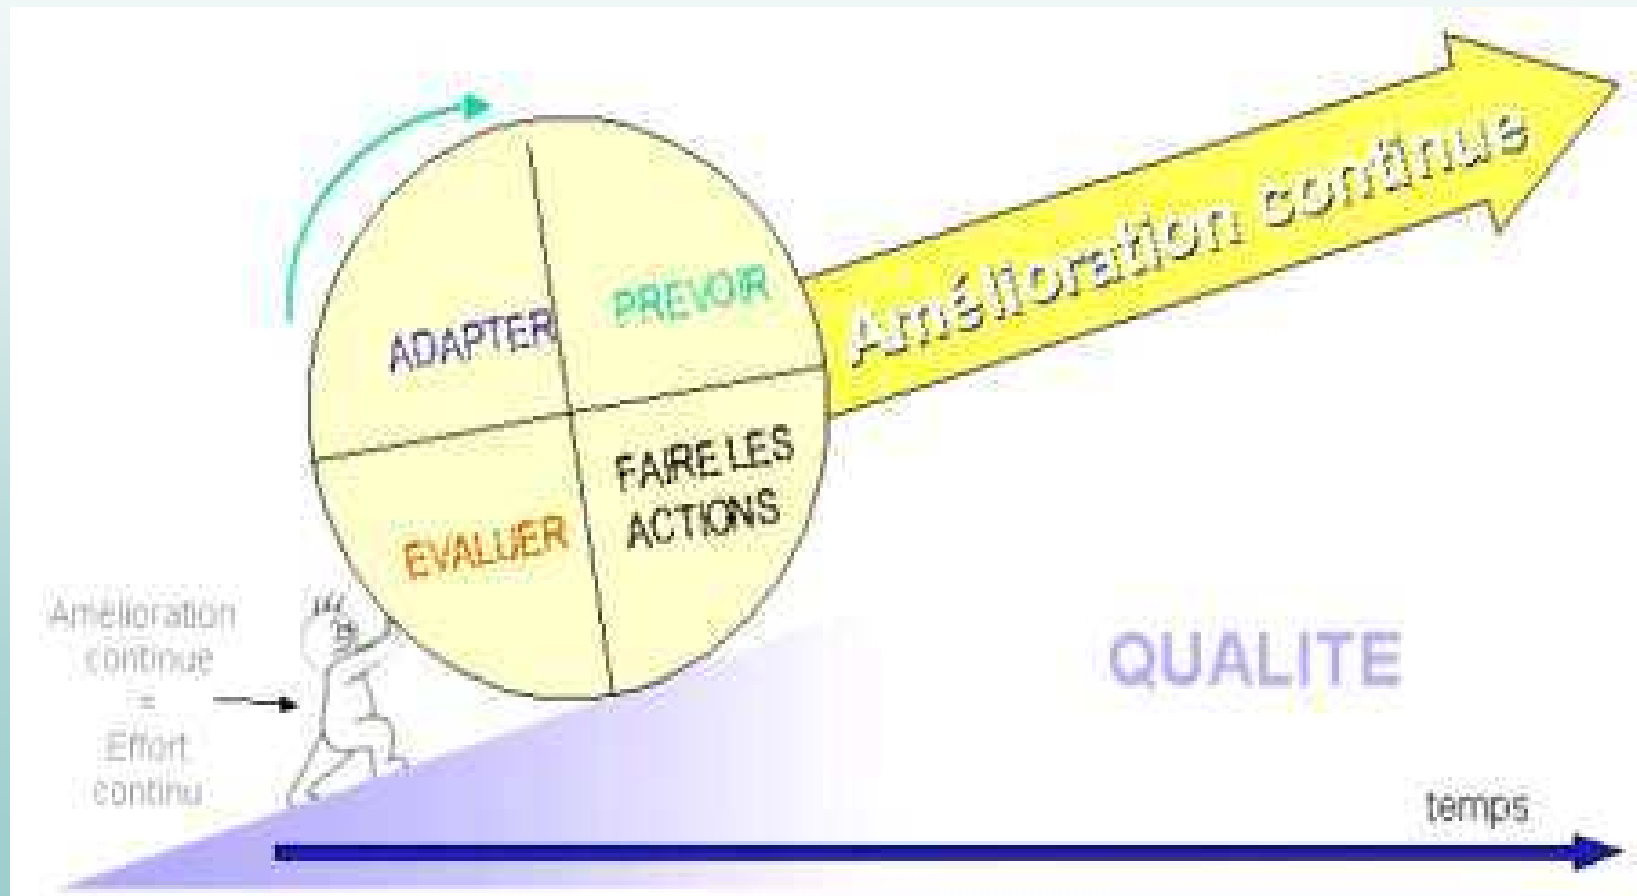 Amélioration continue
ADAPTER
PREVOIR
FAIRE LES
ACTIONS
EVALUER
Amélioration
continue
=
Effort
continu
QUALITE
temps